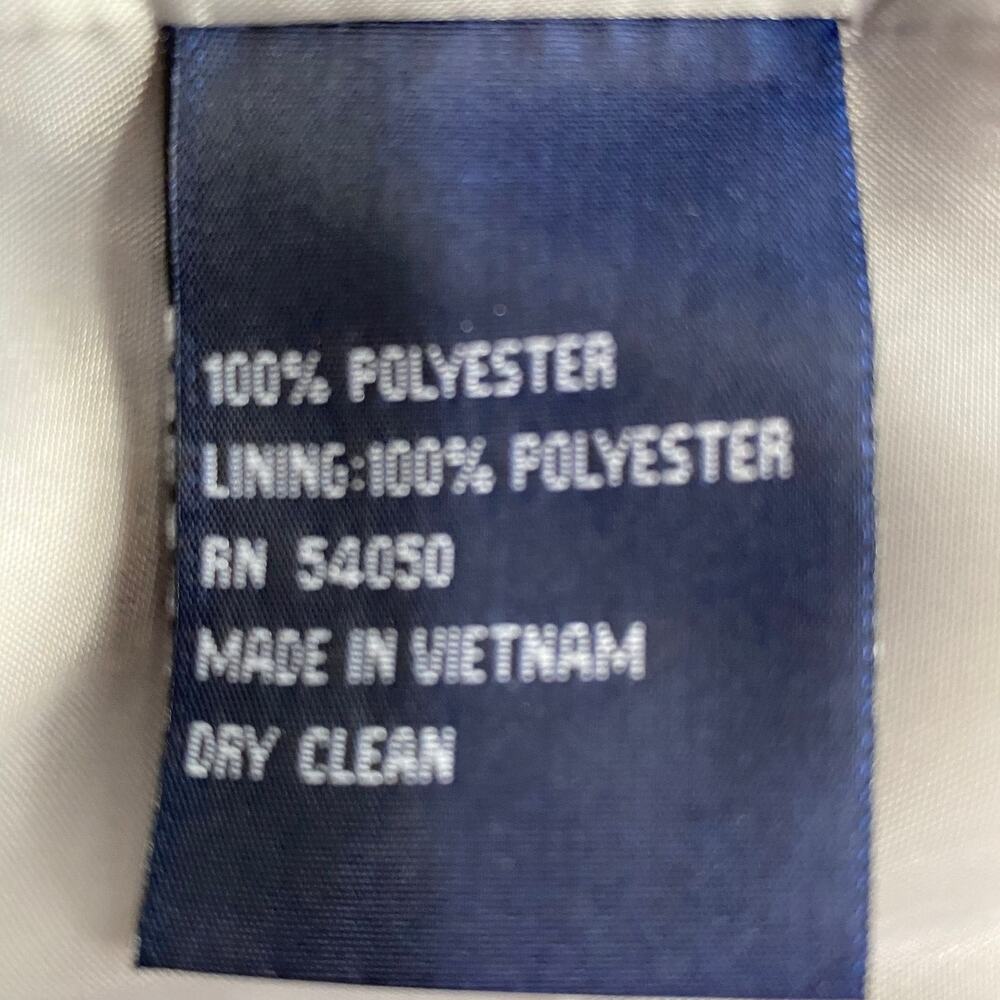 100% POLYESTER
LINING:100% POLYESTER
RN 54050
MADE IN VIETNAM
DRY CLEAN